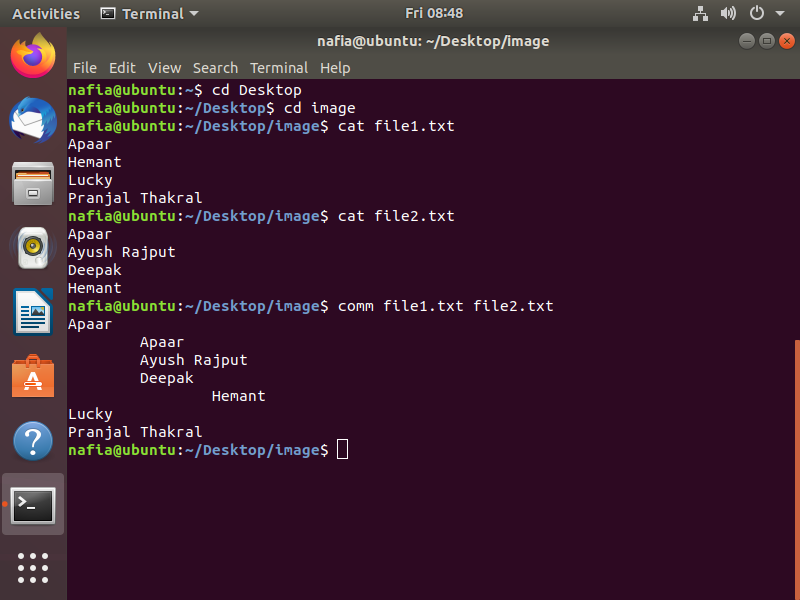 Activities Terminal Fri 08:48
nafia@ubuntu: ~/Desktop/image
File Edit View Search Terminal Help
nafia@ubuntu:~$ cd Desktop
nafia@ubuntu:~/Desktop$ cd image
nafia@ubuntu:~/Desktop/image$ cat file1.txt
Apaar
Hemant
Lucky
Pranjal Thakral
nafia@ubuntu:~/Desktop/image$ cat file2.txt
Apaar
Ayush Rajput
Deepak
Hemant
nafia@ubuntu:~/Desktop/image$ comm file1.txt file2.txt
Apaar
        Apaar
        Ayush Rajput
        Deepak
                Hemant
Lucky
Pranjal Thakral
nafia@ubuntu:~/Desktop/image$